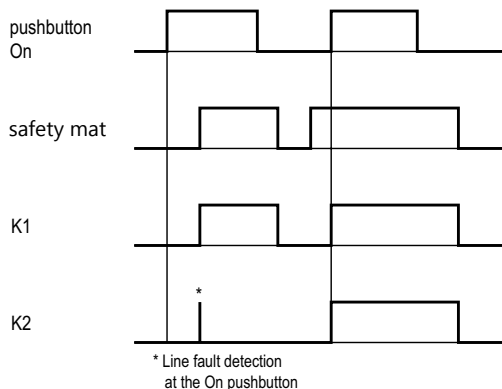 pushbutton
On
safety mat
K1
*
K2
* Line fault detection
at the On pushbutton